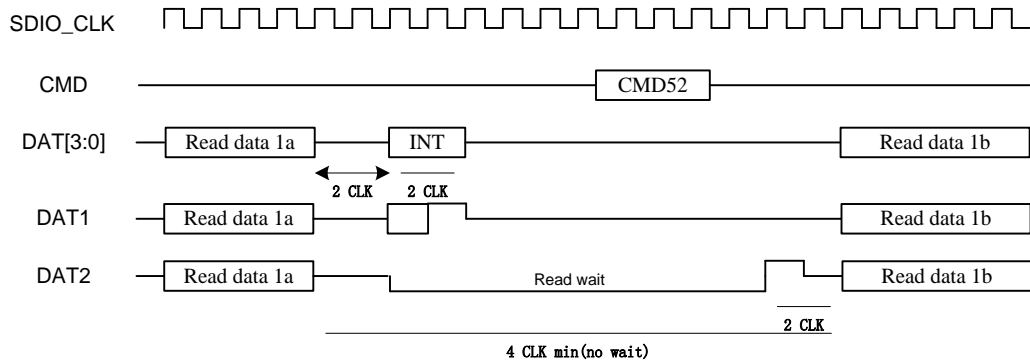 SDIO_CLK
CMD CMD52
DAT[3:0] Read data 1a INT Read data 1b
2 CLK 2 CLK
DAT1 Read data 1a Read data 1b
DAT2 Read data 1a Read wait Read data 1b
2 CLK
4 CLK min(no wait)